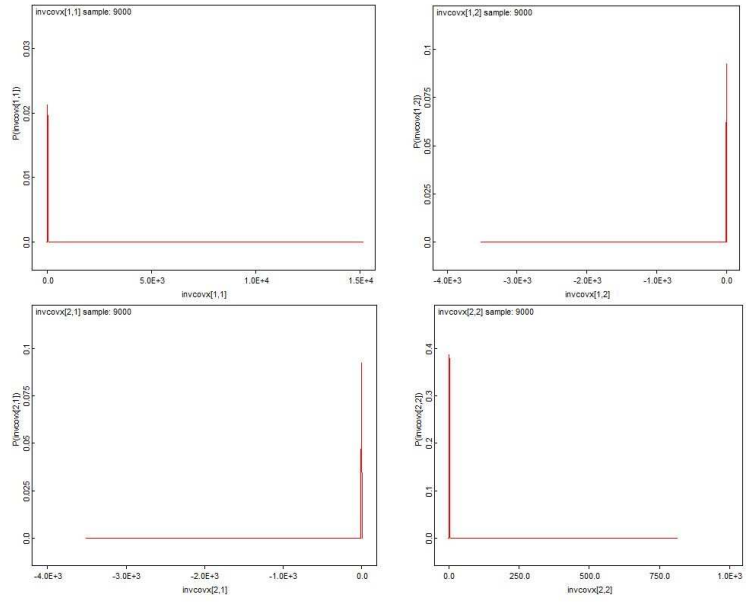 invcovx[1,1] sample: 9000
P(invcovx[1,1])
0.03
0.02
0.01
0.0
0.0 5.0E+3 1.0E+4 1.5E+4
invcovx[1,1]
invcovx[1,2] sample: 9000
P(invcovx[1,2])
0.1
0.075
0.05
0.025
0.0
-4.0E+3 -3.0E+3 -2.0E+3 -1.0E+3 0.0
invcovx[1,2]
invcovx[2,1] sample: 9000
P(invcovx[2,1])
0.1
0.075
0.05
0.025
0.0
-4.0E+3 -3.0E+3 -2.0E+3 -1.0E+3 0.0
invcovx[2,1]
invcovx[2,2] sample: 9000
P(invcovx[2,2])
0.4
0.3
0.2
0.1
0.0
0.0 250.0 500.0 750.0 1.0E+3
invcovx[2,2]